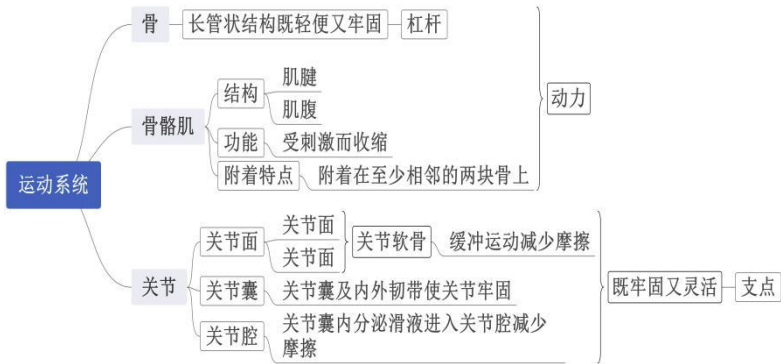 运动系统
骨
长管状结构既轻便又牢固
杠杆
骨骼肌
结构
肌腱
肌腹
功能
受刺激而收缩
附着特点
附着在至少相邻的两块骨上
动力
关节
关节面
关节面
关节面
关节软骨
缓冲运动减少摩擦
关节囊
关节囊及内外韧带使关节牢固
关节腔
关节囊内分泌滑液进入关节腔减少
摩擦
既牢固又灵活
支点